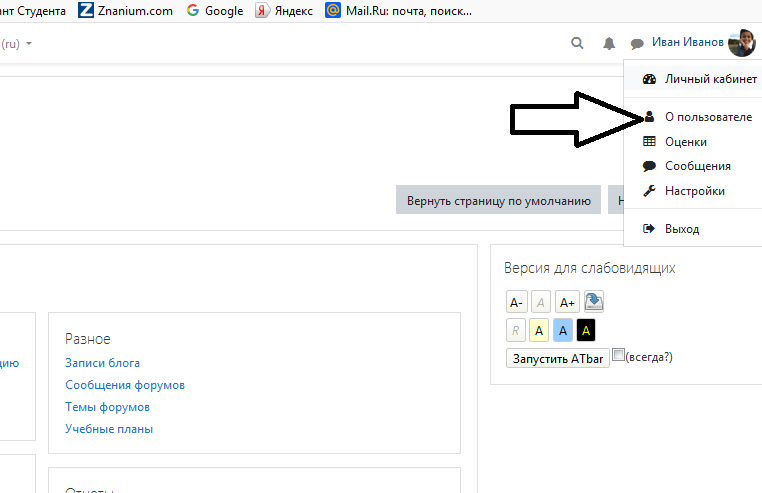 нт Студента Znanium.com Google Яндекс Mail.Ru: почта, поиск...
(ru) Иван Иванов
Личный кабинет
О пользователе
Оценки
Сообщения
Настройки
Выход
Вернуть страницу по умолчанию Н
Версия для слабовидящих
A- A A+
R A A A
Запустить ATbar (всегда?)
Разное
цию Записи блога
Сообщения форумов
Темы форумов
Учебные планы
Отчеты